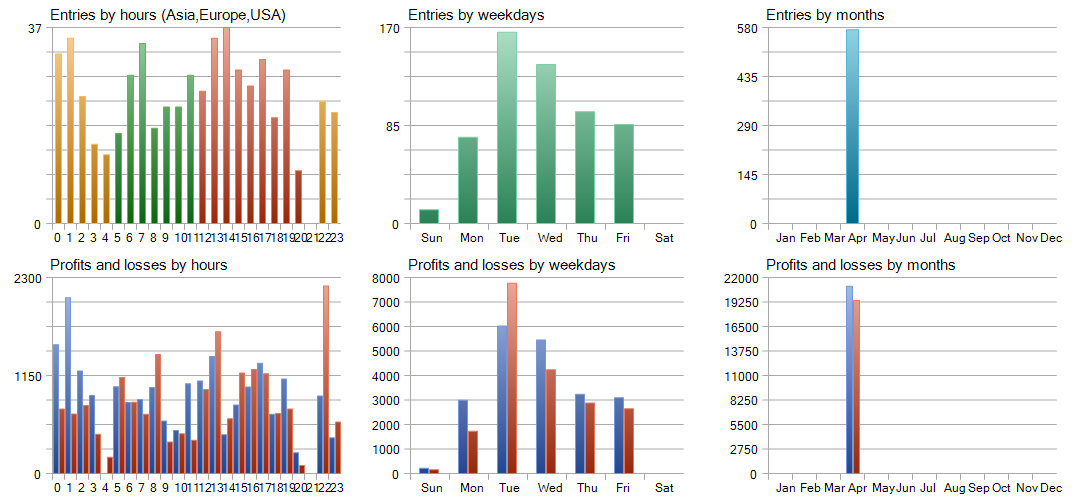 Entries by hours (Asia,Europe,USA)
37
0
0 1 2 3 4 5 6 7 8 9 10 11 12 13 14 15 16 17 18 19 20 21 22 23
Entries by weekdays
170
85
0
Sun Mon Tue Wed Thu Fri Sat
Entries by months
580
435
290
145
0
Jan Feb Mar Apr May Jun Jul Aug Sep Oct Nov Dec
Profits and losses by hours
2300
1150
0
0 1 2 3 4 5 6 7 8 9 10 11 12 13 14 15 16 17 18 19 20 21 22 23
Profits and losses by weekdays
8000
7000
6000
5000
4000
3000
2000
1000
0
Sun Mon Tue Wed Thu Fri Sat
Profits and losses by months
22000
19250
16500
13750
11000
8250
5500
2750
0
Jan Feb Mar Apr May Jun Jul Aug Sep Oct Nov Dec